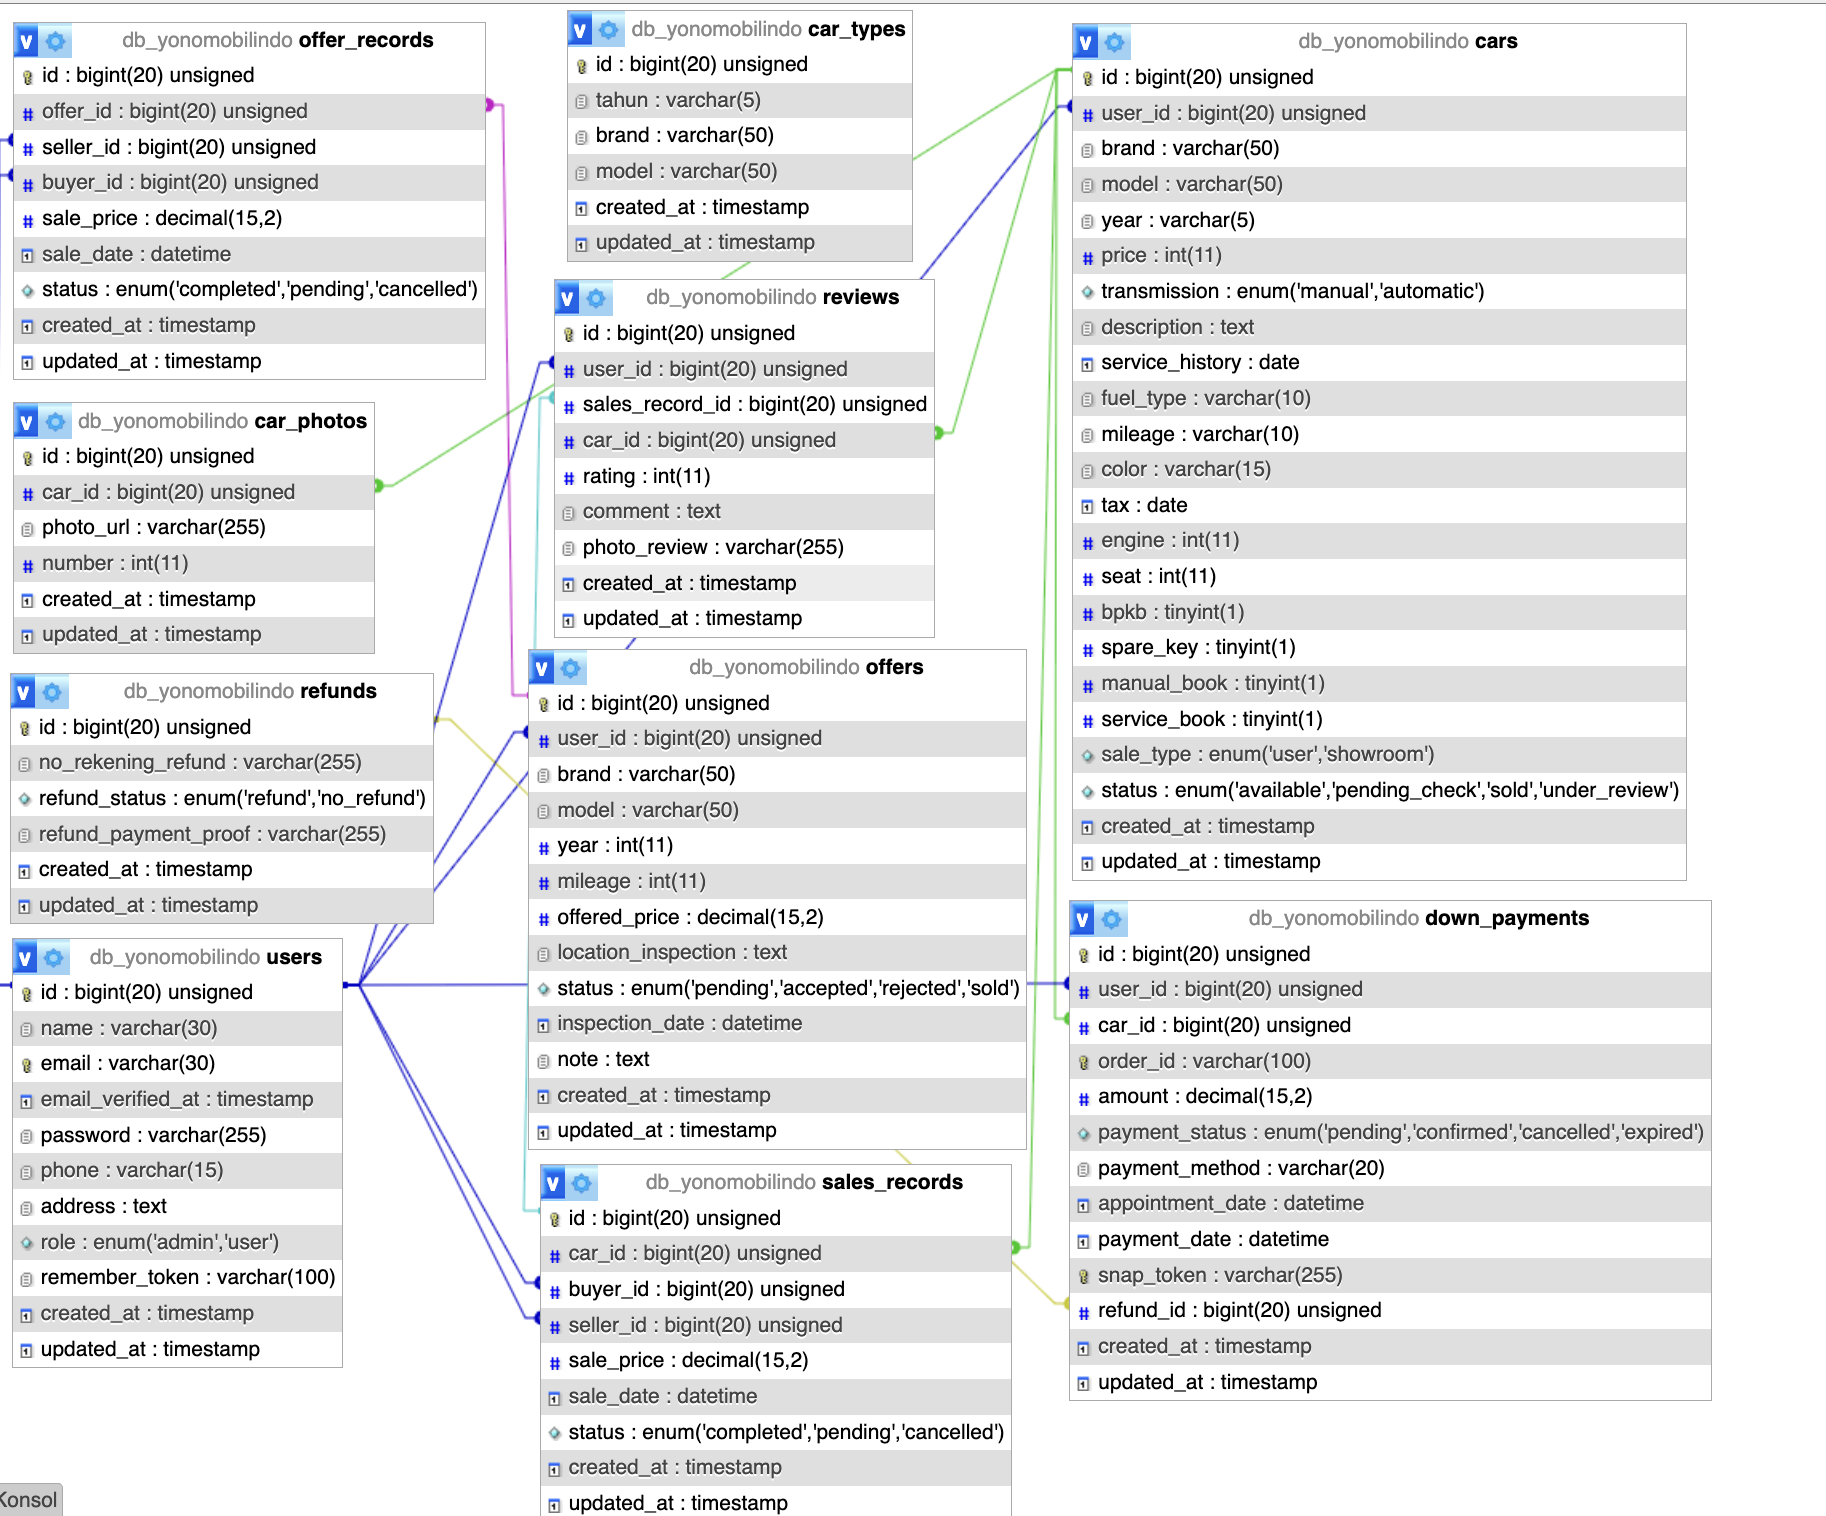 db_yonomobilindo offer_records
id : bigint(20) unsigned
offer_id : bigint(20) unsigned
seller_id : bigint(20) unsigned
buyer_id : bigint(20) unsigned
sale_price : decimal(15,2)
sale_date : datetime
status : enum('completed','pending','cancelled')
created_at : timestamp
updated_at : timestamp
db_yonomobilindo car_photos
id : bigint(20) unsigned
car_id : bigint(20) unsigned
photo_url : varchar(255)
number : int(11)
created_at : timestamp
updated_at : timestamp
db_yonomobilindo refunds
id : bigint(20) unsigned
no_rekening_refund : varchar(255)
refund_status : enum('refund','no_refund')
refund_payment_proof : varchar(255)
created_at : timestamp
updated_at : timestamp
db_yonomobilindo users
id : bigint(20) unsigned
name : varchar(30)
email : varchar(30)
email_verified_at : timestamp
password : varchar(255)
phone : varchar(15)
address : text
role : enum('admin','user')
remember_token : varchar(100)
created_at : timestamp
updated_at : timestamp
Konsol
db_yonomobilindo car_types
id : bigint(20) unsigned
tahun : varchar(5)
brand : varchar(50)
model : varchar(50)
created_at : timestamp
updated_at : timestamp
db_yonomobilindo reviews
id : bigint(20) unsigned
user_id : bigint(20) unsigned
sales_record_id : bigint(20) unsigned
car_id : bigint(20) unsigned
rating : int(11)
comment : text
photo_review : varchar(255)
created_at : timestamp
updated_at : timestamp
db_yonomobilindo offers
id : bigint(20) unsigned
user_id : bigint(20) unsigned
brand : varchar(50)
model : varchar(50)
year : int(11)
mileage : int(11)
offered_price : decimal(15,2)
location_inspection : text
status : enum('pending','accepted','rejected','sold')
inspection_date : datetime
note : text
created_at : timestamp
updated_at : timestamp
db_yonomobilindo sales_records
id : bigint(20) unsigned
car_id : bigint(20) unsigned
buyer_id : bigint(20) unsigned
seller_id : bigint(20) unsigned
sale_price : decimal(15,2)
sale_date : datetime
status : enum('completed','pending','cancelled')
created_at : timestamp
updated_at : timestamp
db_yonomobilindo cars
id : bigint(20) unsigned
user_id : bigint(20) unsigned
brand : varchar(50)
model : varchar(50)
year : varchar(5)
price : int(11)
transmission : enum('manual','automatic')
description : text
service_history : date
fuel_type : varchar(10)
mileage : varchar(10)
color : varchar(15)
tax : date
engine : int(11)
seat : int(11)
bpkb : tinyint(1)
spare_key : tinyint(1)
manual_book : tinyint(1)
service_book : tinyint(1)
sale_type : enum('user','showroom')
status : enum('available','pending_check','sold','under_review')
created_at : timestamp
updated_at : timestamp
db_yonomobilindo down_payments
id : bigint(20) unsigned
user_id : bigint(20) unsigned
car_id : bigint(20) unsigned
order_id : varchar(100)
amount : decimal(15,2)
payment_status : enum('pending','confirmed','cancelled','expired')
payment_method : varchar(20)
appointment_date : datetime
payment_date : datetime
snap_token : varchar(255)
refund_id : bigint(20) unsigned
created_at : timestamp
updated_at : timestamp